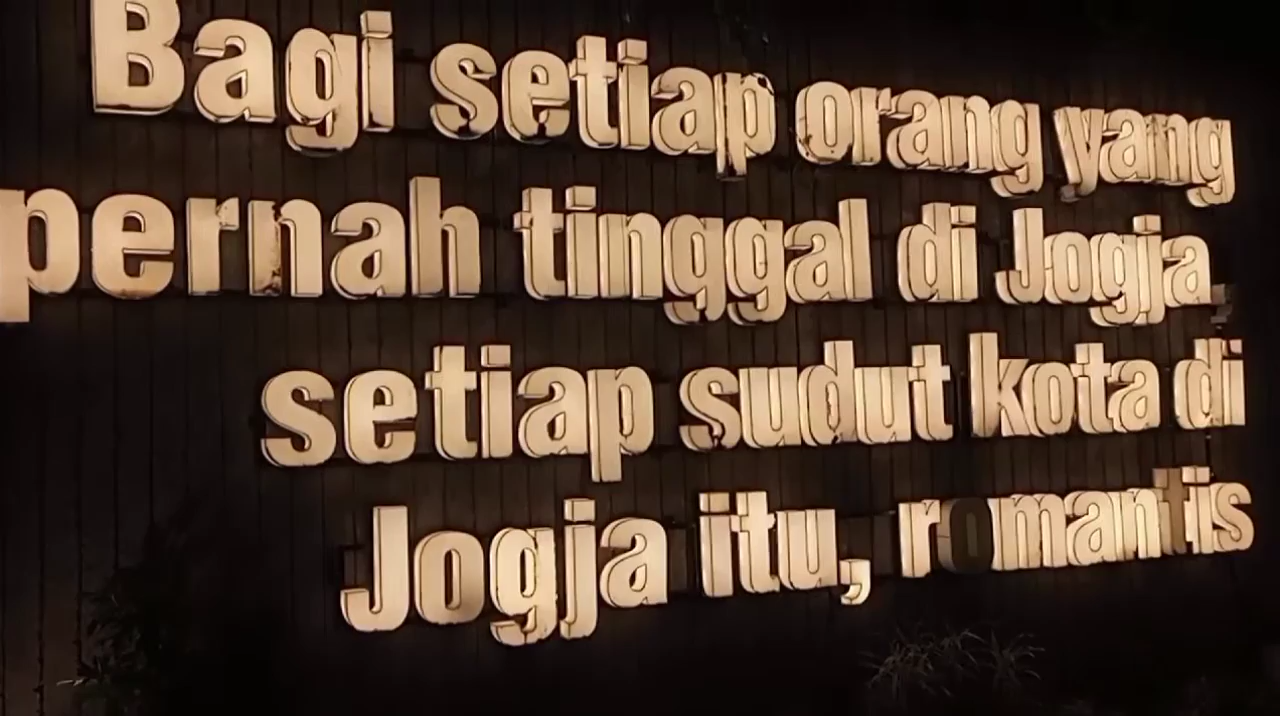 Bagi setiap orang yang
pernah tinggal di Jogja
setiap sudut kota di
Jogja itu, romantis